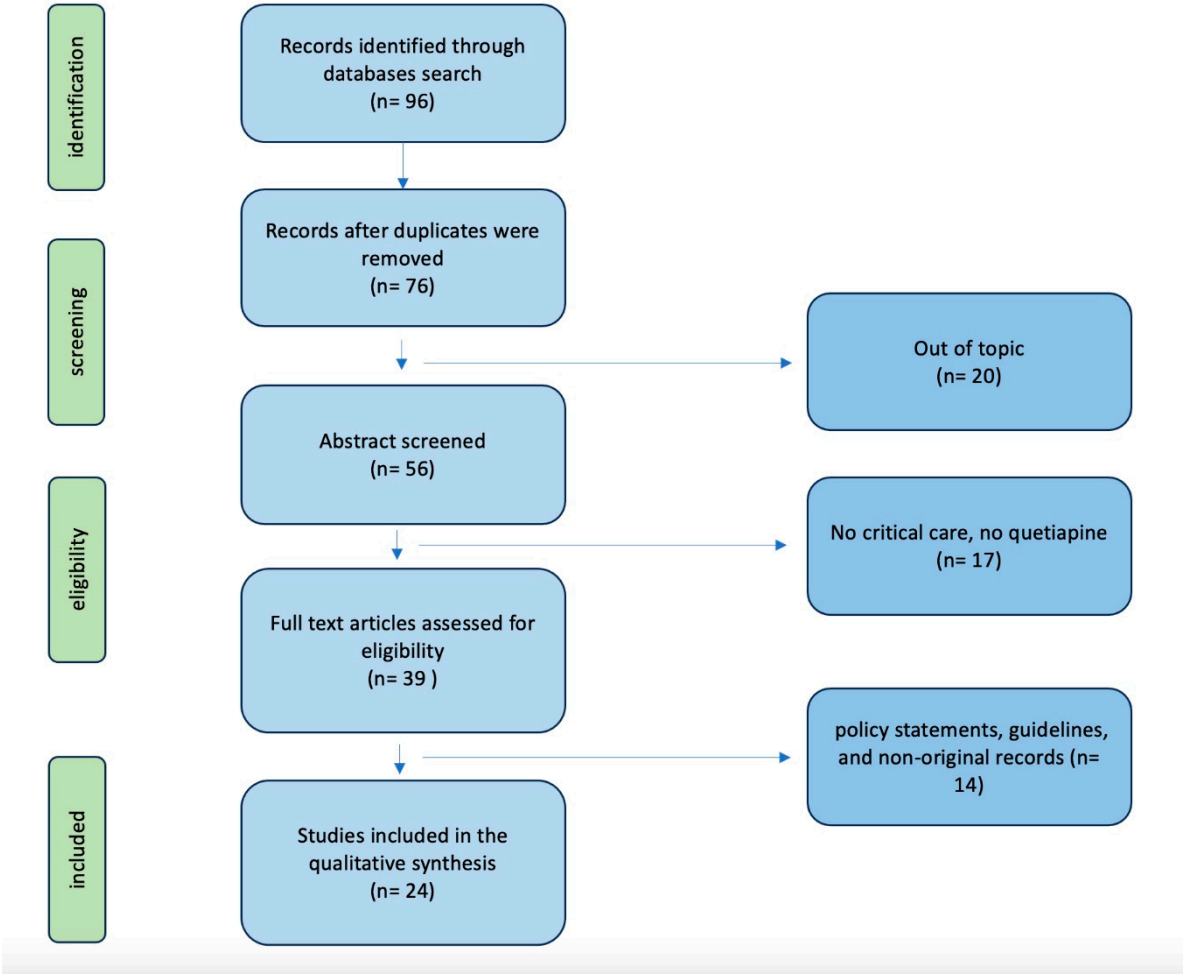 identification
Records identified through
databases search
(n= 96)
Records after duplicates were
removed
(n= 76)
screening
Out of topic
(n= 20)
Abstract screened
(n= 56)
eligibility
No critical care, no quetiapine
(n= 17)
Full text articles assessed for
eligibility
(n= 39 )
policy statements, guidelines,
and non-original records (n=
14)
included
Studies included in the
qualitative synthesis
(n= 24)